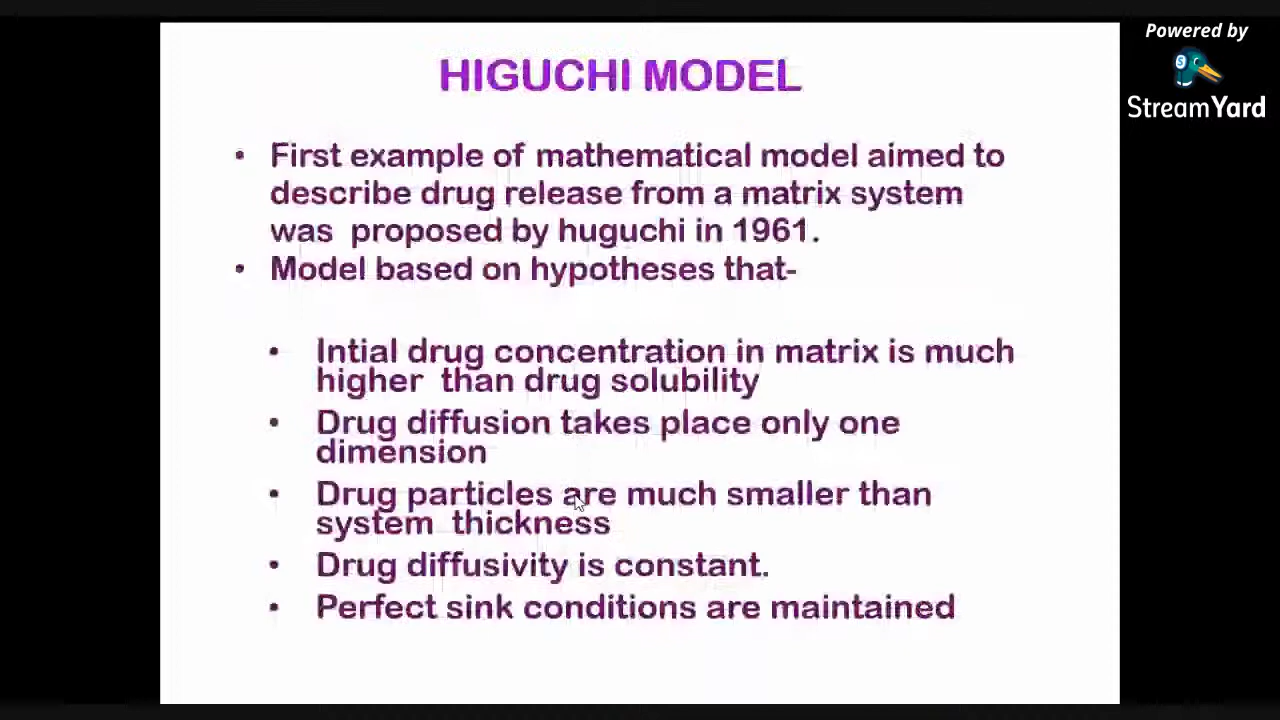 Powered by
StreamYard
HIGUCHI MODEL
• First example of mathematical model aimed to
describe drug release from a matrix system
was proposed by huguchi in 1961.
• Model based on hypotheses that-
• Intial drug concentration in matrix is much
higher than drug solubility
• Drug diffusion takes place only one
dimension
• Drug particles are much smaller than
system thickness
• Drug diffusivity is constant.
• Perfect sink conditions are maintained